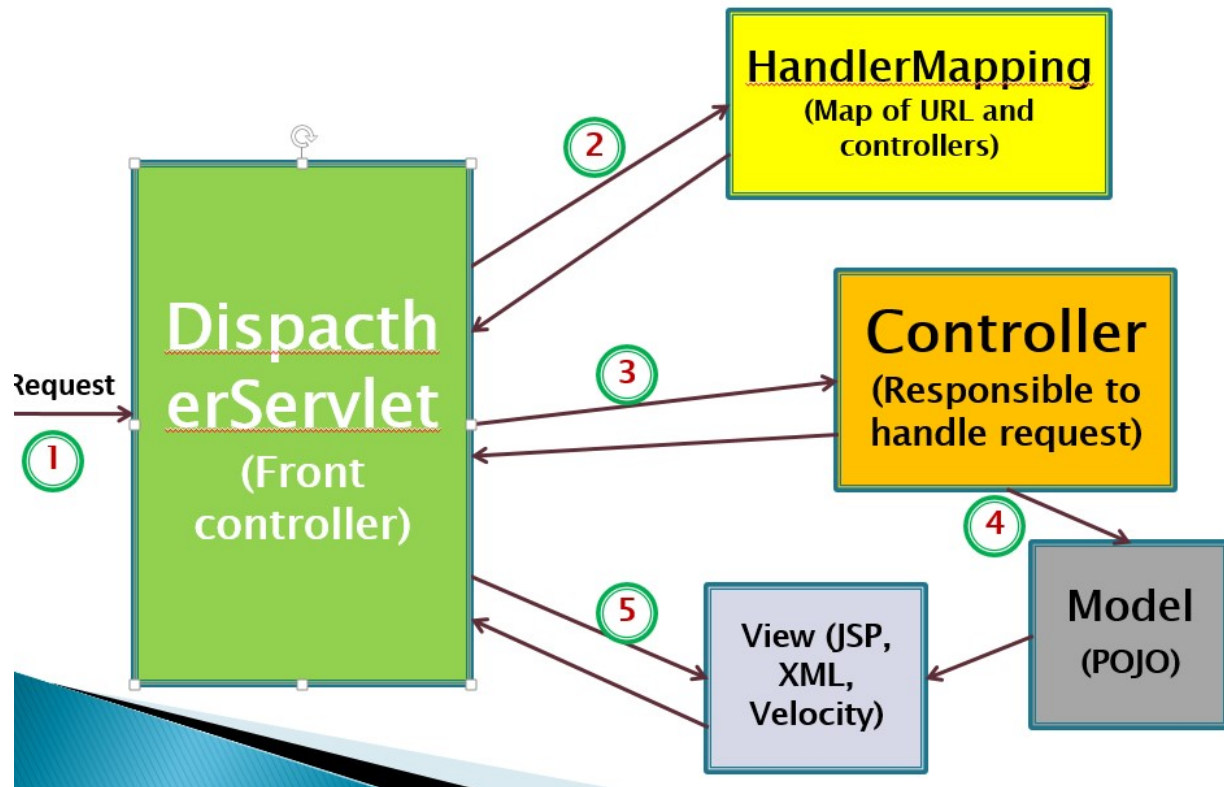 HandlerMapping
(Map of URL and
controllers)
2
Dispacth
erServlet
(Front
controller)
Request
1
3
Controller
(Responsible to
handle request)
4
Model
(POJO)
5
View (JSP,
XML,
Velocity)